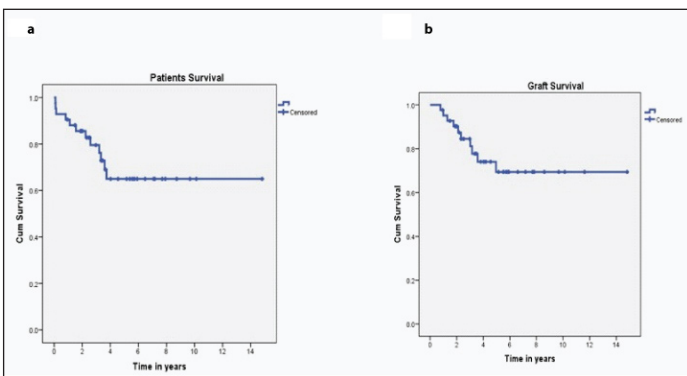 a
Patients Survival
1.0
0.8
0.6
0.4
0.2
0.0
Cum Survival
0 2 4 6 8 10 12 14
Time in years
Censored
b
Graft Survival
1.0
0.8
0.6
0.4
0.2
0.0
Cum Survival
0 2 4 6 8 10 12 14
Time in years
Censored